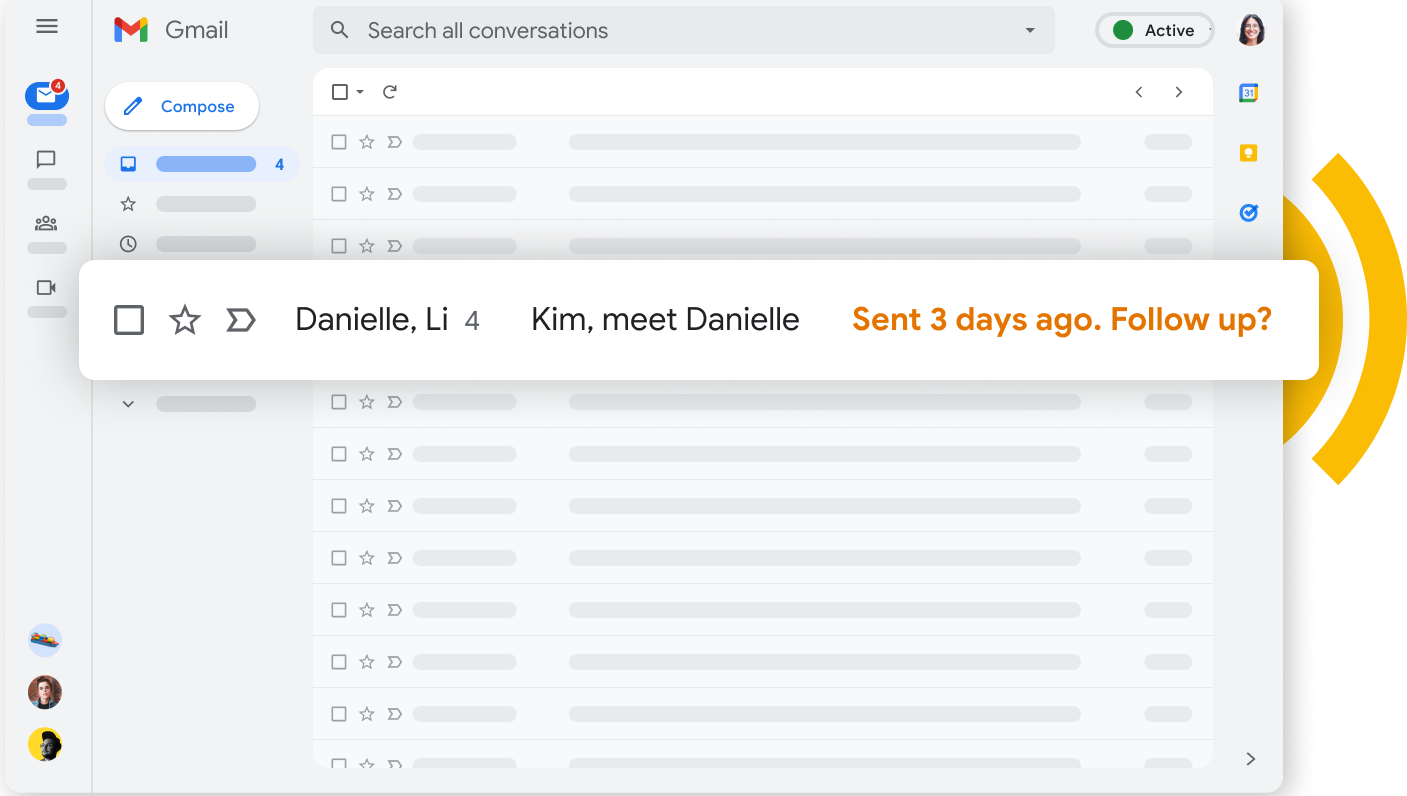 Gmail
Search all conversations
Active
4
Compose
31
4
Danielle, Li 4 Kim, meet Danielle Sent 3 days ago. Follow up?